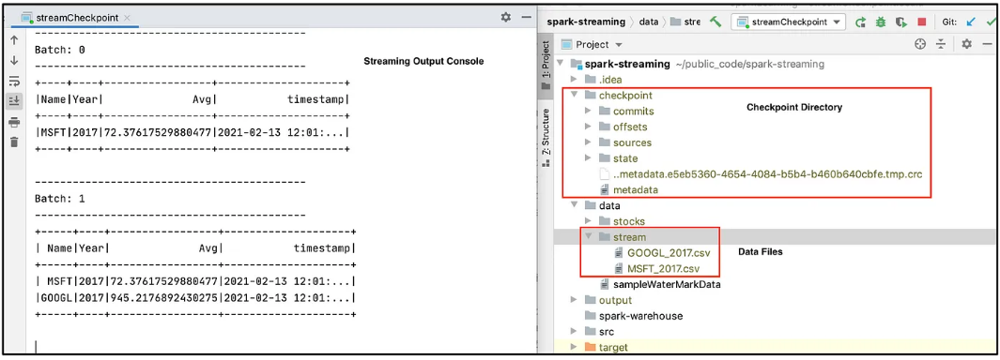 streamCheckpoint
-------------------------------------------
Batch: 0
-------------------------------------------
+----+----+-----------------+--------------------+
|Name|Year|              Avg|           timestamp|
+----+----+-----------------+--------------------+
|MSFT|2017|72.37617529880477|2021-02-13 12:01:...|
+----+----+-----------------+--------------------+
-------------------------------------------
Batch: 1
-------------------------------------------
+-----+----+-----------------+--------------------+
| Name|Year|              Avg|           timestamp|
+-----+----+-----------------+--------------------+
| MSFT|2017|72.37617529880477|2021-02-13 12:01:...|
|GOOGL|2017|945.2176892430275|2021-02-13 12:01:...|
+-----+----+-----------------+--------------------+
Streaming Output Console
spark-streaming > data > stre
streamCheckpoint
Git:
1: Project
7: Structure
Project
spark-streaming ~/public_code/spark-streaming
.idea
checkpoint
Checkpoint Directory
commits
offsets
sources
state
..metadata.e5eb5360-4654-4084-b5b4-b460b640cbfe.tmp.crc
metadata
data
stocks
stream
GOOGL_2017.csv
Data Files
MSFT_2017.csv
sampleWaterMarkData
output
spark-warehouse
src
target